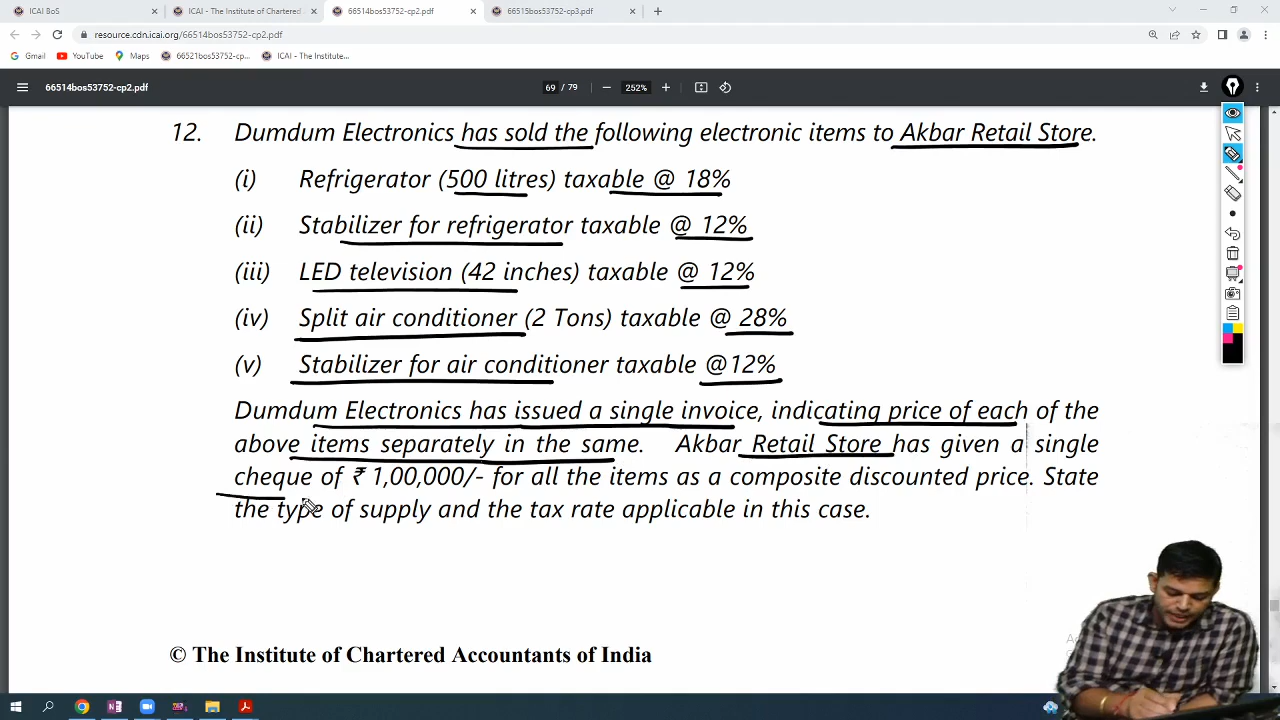 ICAI BoS
ICAI - The Institute of Chartered
66514bos53752-cp2.pdf
66515bos53752-cp3.pdf
resource.cdn.icai.org/66514bos53752-cp2.pdf
Gmail
YouTube
Maps
66521bos53752-cp...
ICAI - The Institute...
66514bos53752-cp2.pdf
69 / 79
252%
12. Dumdum Electronics has sold the following electronic items to Akbar Retail Store.
(i) Refrigerator (500 litres) taxable @ 18%
(ii) Stabilizer for refrigerator taxable @ 12%
(iii) LED television (42 inches) taxable @ 12%
(iv) Split air conditioner (2 Tons) taxable @ 28%
(v) Stabilizer for air conditioner taxable @12%
Dumdum Electronics has issued a single invoice, indicating price of each of the
above items separately in the same. Akbar Retail Store has given a single
cheque of ₹ 1,00,000/- for all the items as a composite discounted price. State
the type of supply and the tax rate applicable in this case.
© The Institute of Chartered Accountants of India